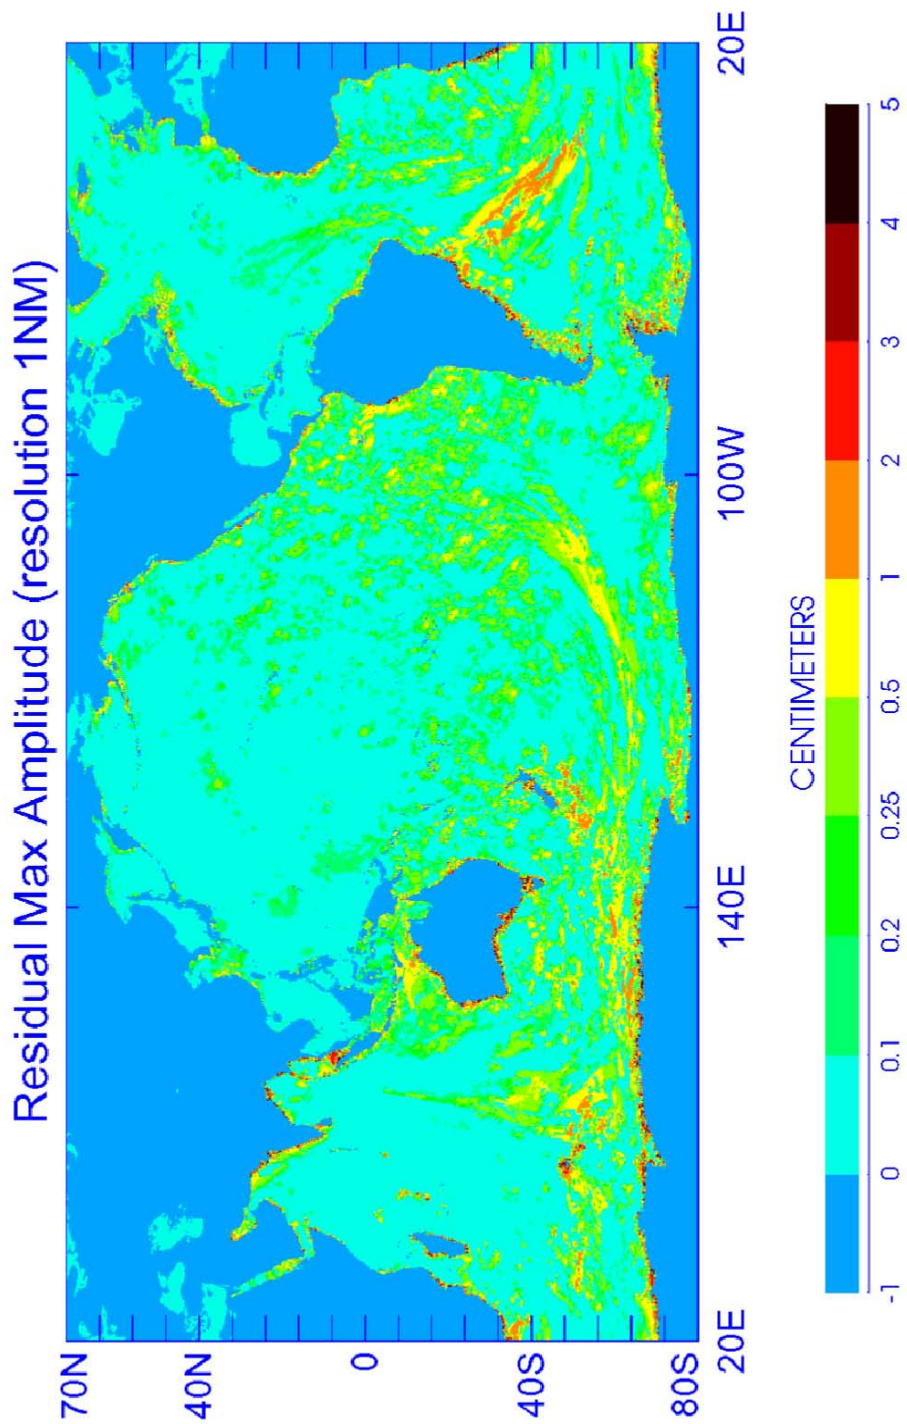 Residual Max Amplitude (resolution 1NM)
70N
40N
0
40S
80S
20E
140E
100W
20E
CENTIMETERS
-1
0
0.1
0.2
0.25
0.5
1
2
3
4
5